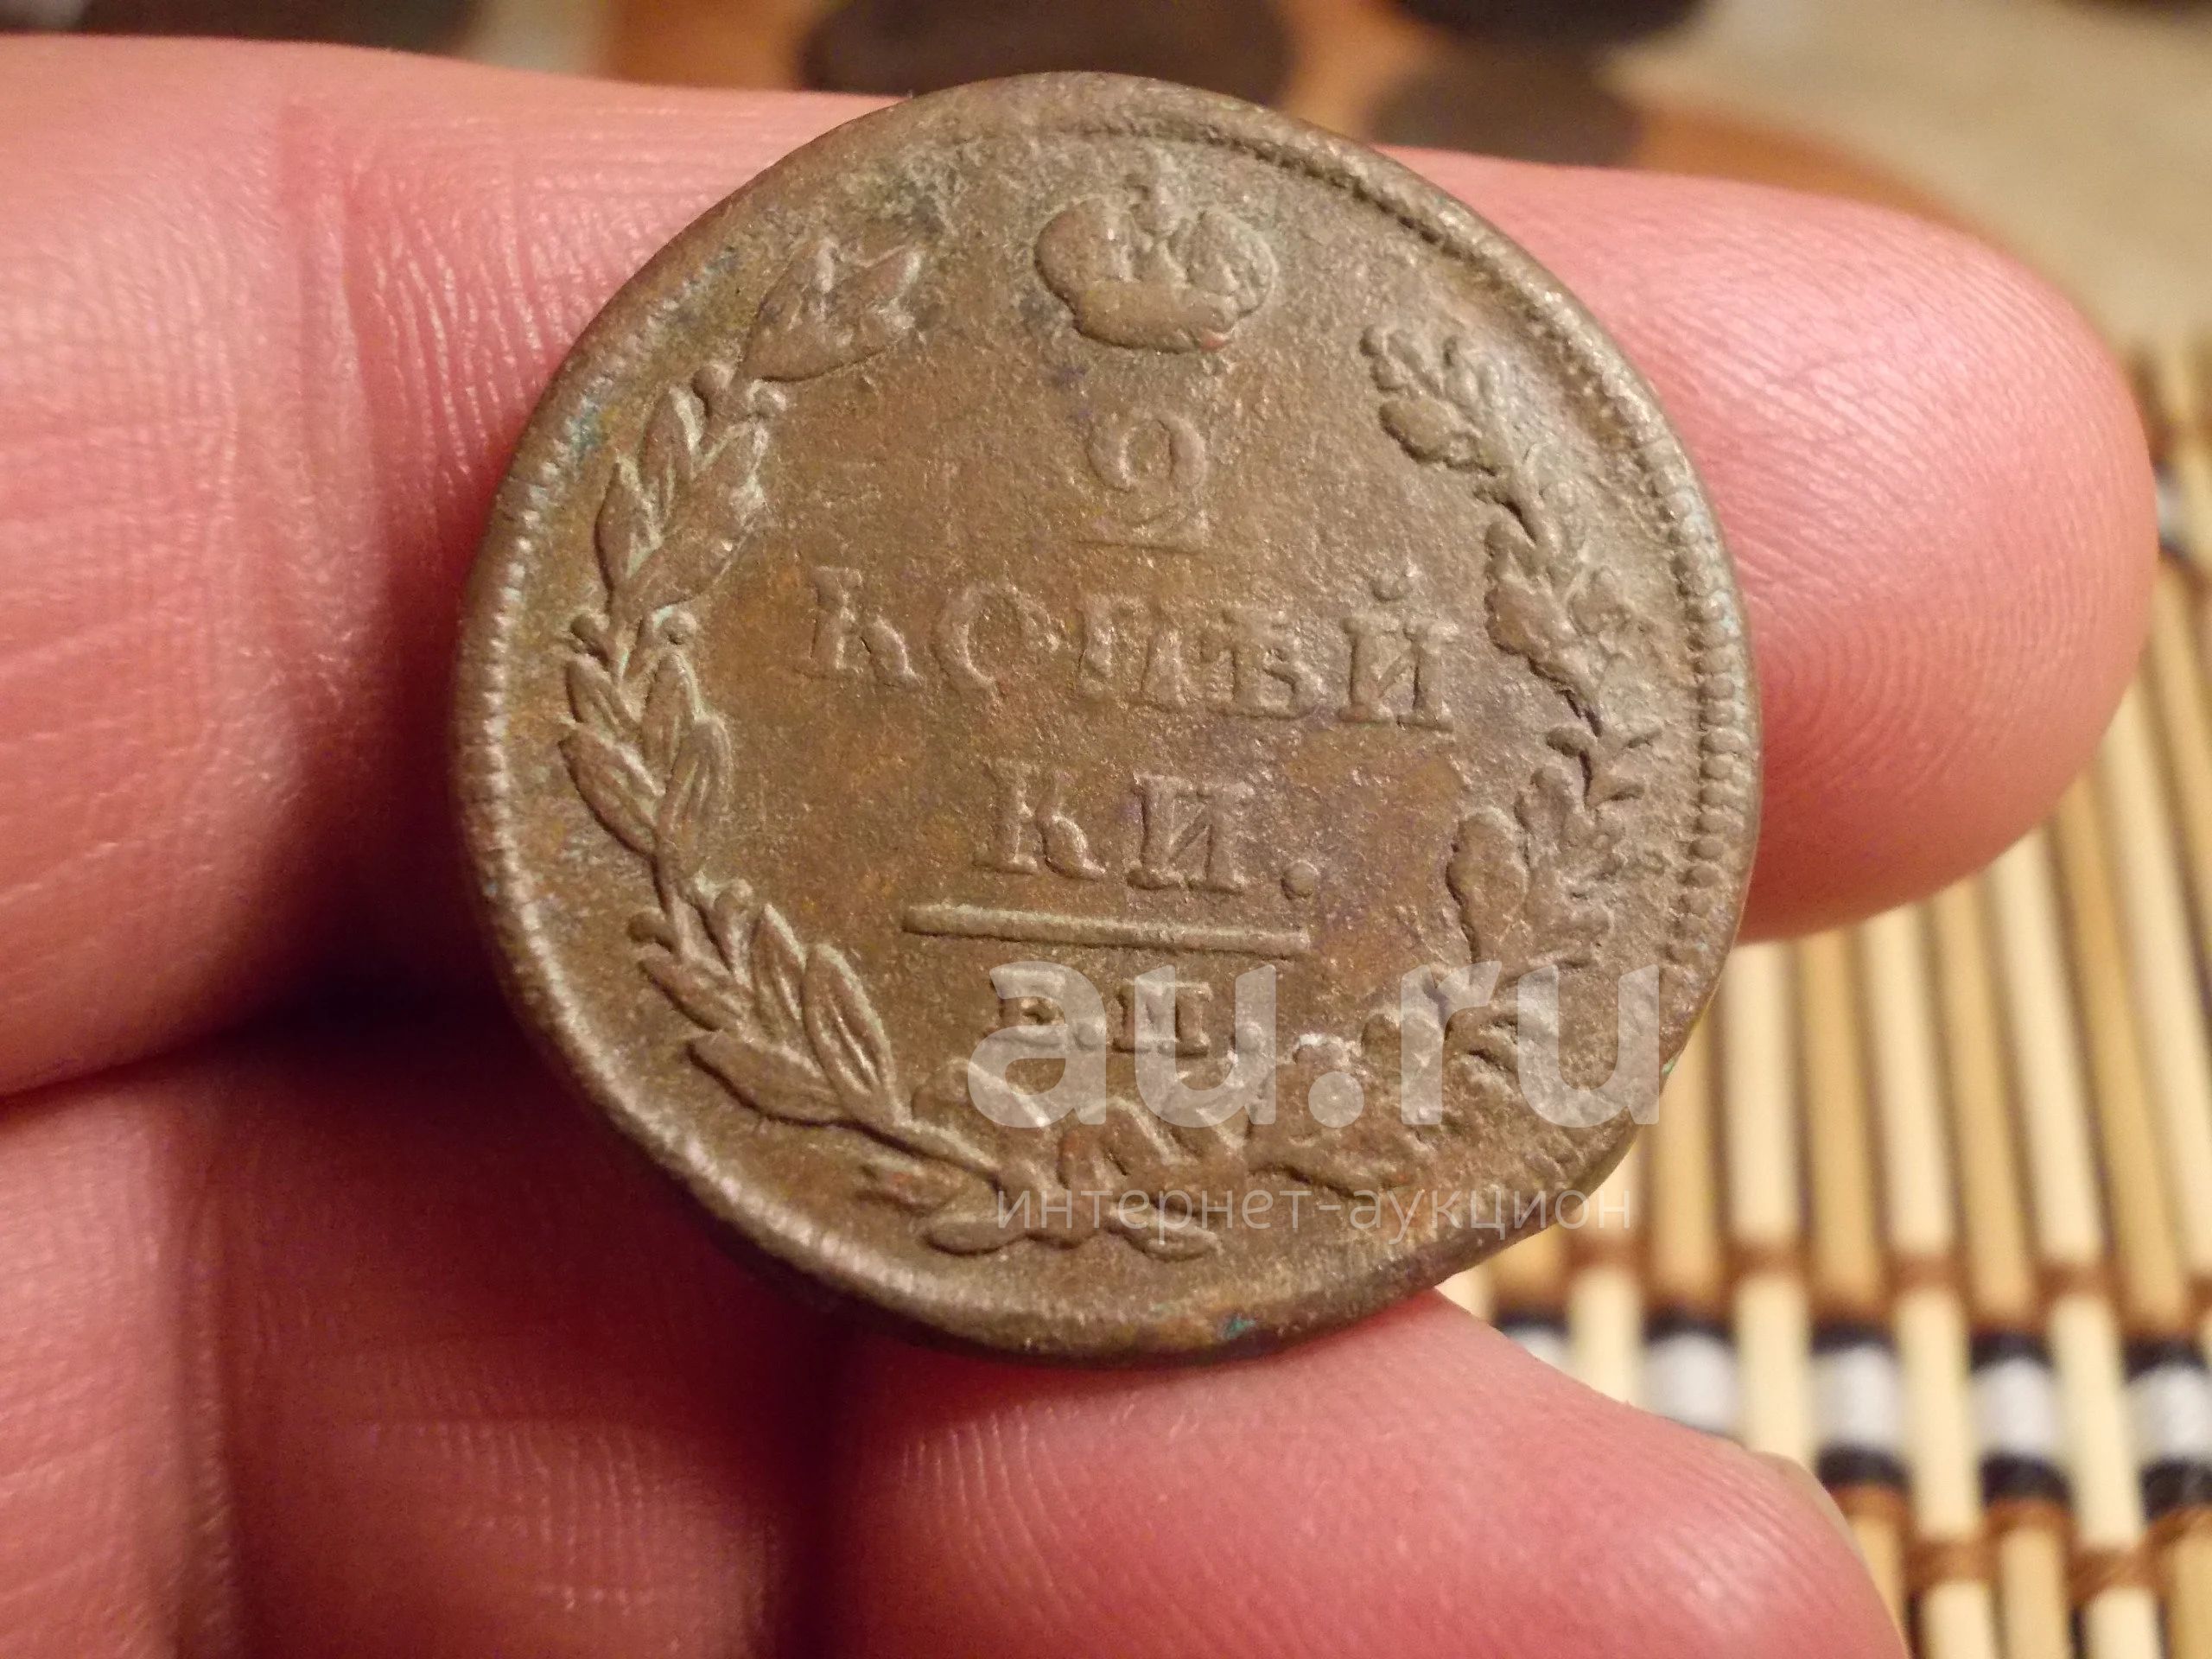 2
КОПѢЙ
КИ.
Е.М.
au.ru
интернет-аукцион